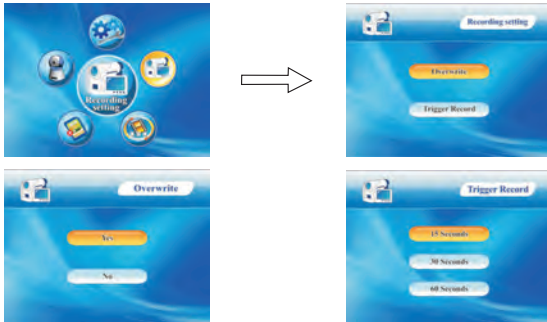 Recording
setting
Recording setting
Overwrite
Trigger Record
Overwrite
Yes
No
Trigger Record
15 Seconds
30 Seconds
60 Seconds